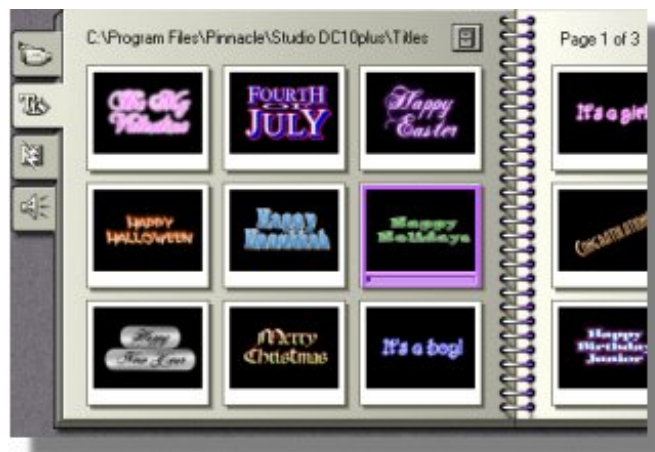 C:\Program Files\Pinnacle\Studio DC10plus\Titles
Page 1 of 3
Be My
Valentine
FOURTH
OF
JULY
Happy
Easter
It's a girl
HAPPY
HALLOWEEN
Happy
Hanukkah
Happy
Holidays
CONGRATULATIONS
Happy
New Year
Merry
Christmas
It's a boy!
Happy
Birthday
Junior